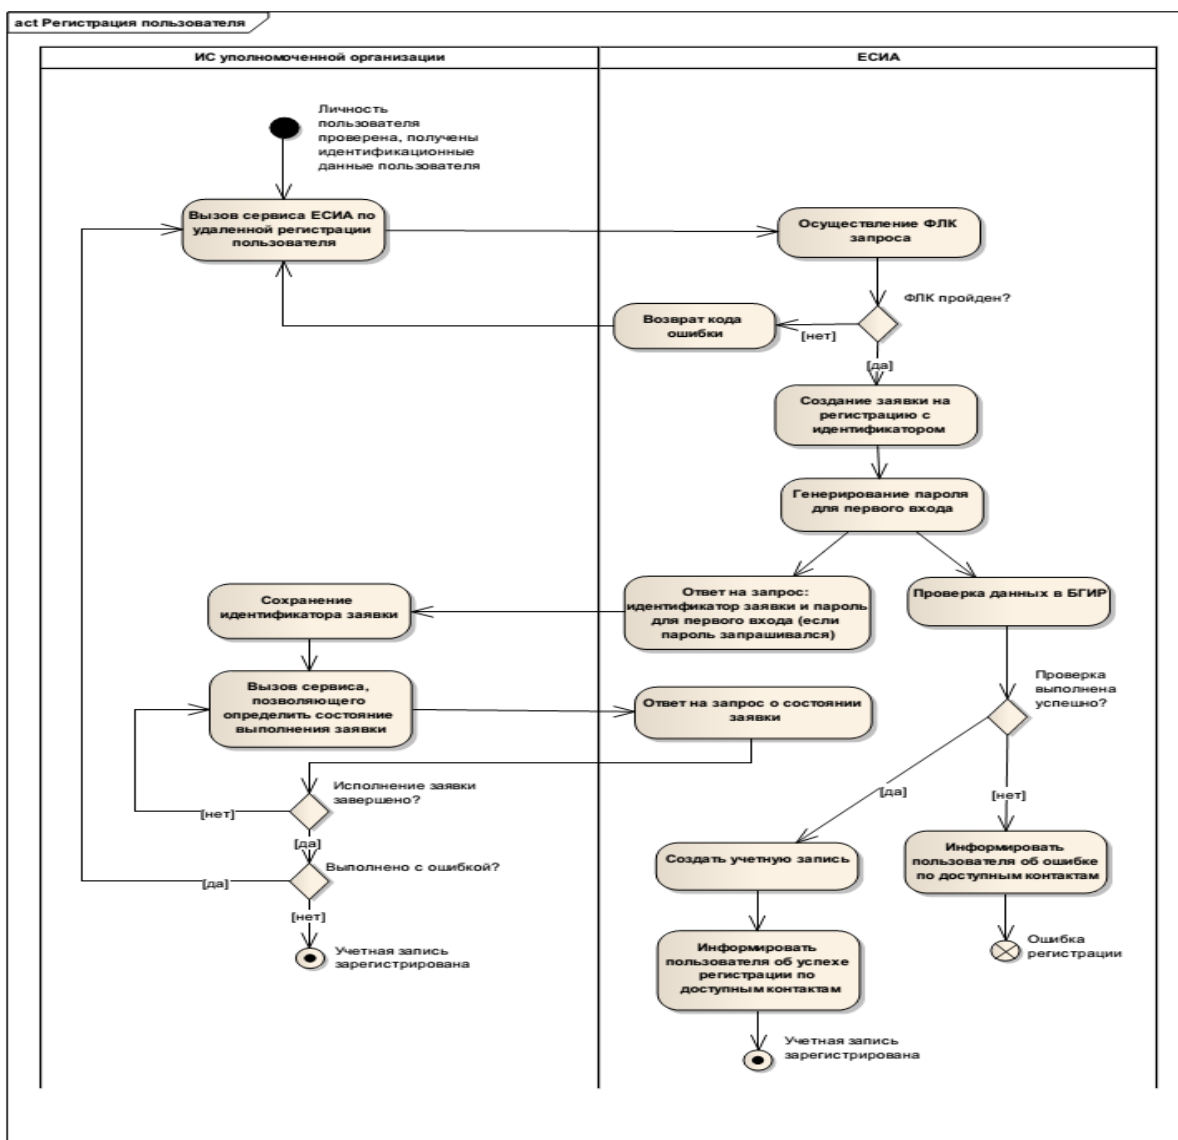 act Регистрация пользователя
ИС уполномоченной организации
ЕСИА
Личность
пользователя
проверена, получены
идентификационные
данные пользователя
Вызов сервиса ЕСИА по
удаленной регистрации
пользователя
Осуществление ФЛК
запроса
ФЛК пройден?
Возврат кода
ошибки
[нет]
[да]
Создание заявки на
регистрацию с
идентификатором
Генерирование пароля
для первого входа
Сохранение
идентификатора заявки
Ответ на запрос:
идентификатор заявки и пароль
для первого входа (если
пароль запрашивался)
Проверка данных в БГИР
Вызов сервиса,
позволяющего
определить состояние
выполнения заявки
Ответ на запрос о состоянии
заявки
Проверка
выполнена
успешно?
Исполнение заявки
завершено?
[нет]
[да]
[да]
[нет]
Выполнено с ошибкой?
[да]
[нет]
Создать учетную запись
Информировать
пользователя об ошибке
по доступным контактам
Учетная запись
зарегистрирована
Информировать
пользователя об успехе
регистрации по
доступным контактам
Ошибка
регистрации
Учетная запись
зарегистрирована